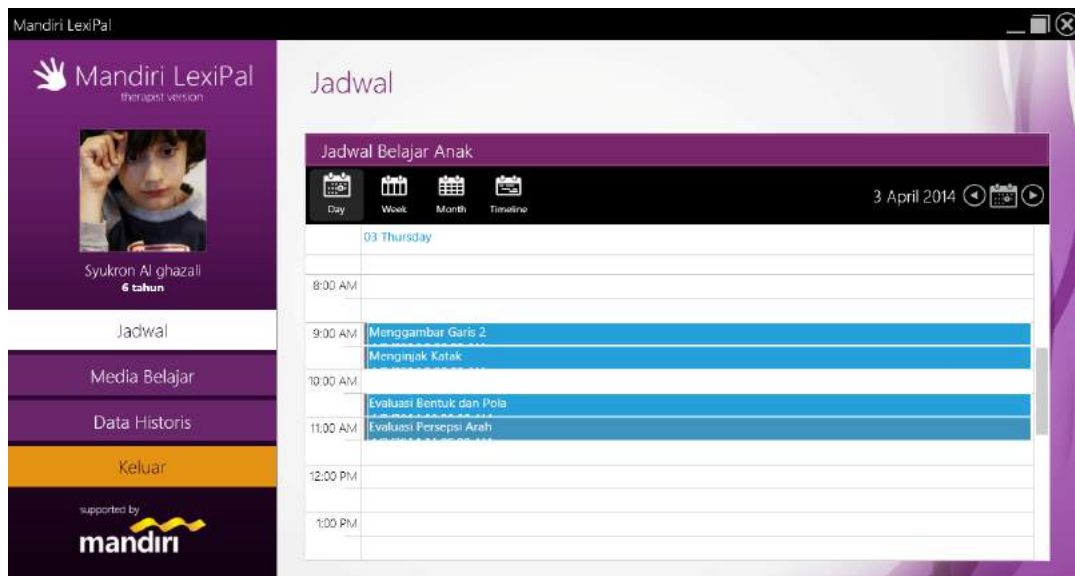 Mandiri LexiPal
Mandiri LexiPal
therapist version
Syukron Al ghazali
6 tahun
Jadwal
Media Belajar
Data Historis
Keluar
supported by
mandiri
Jadwal
Jadwal Belajar Anak
Day
Week
Month
Timeline
3 April 2014
03 Thursday
8:00 AM
9:00 AM
Menggambar Garis 2
Menginjak Katak
10:00 AM
Evaluasi Bentuk dan Pola
11:00 AM
Evaluasi Persepsi Arah
12:00 PM
1:00 PM